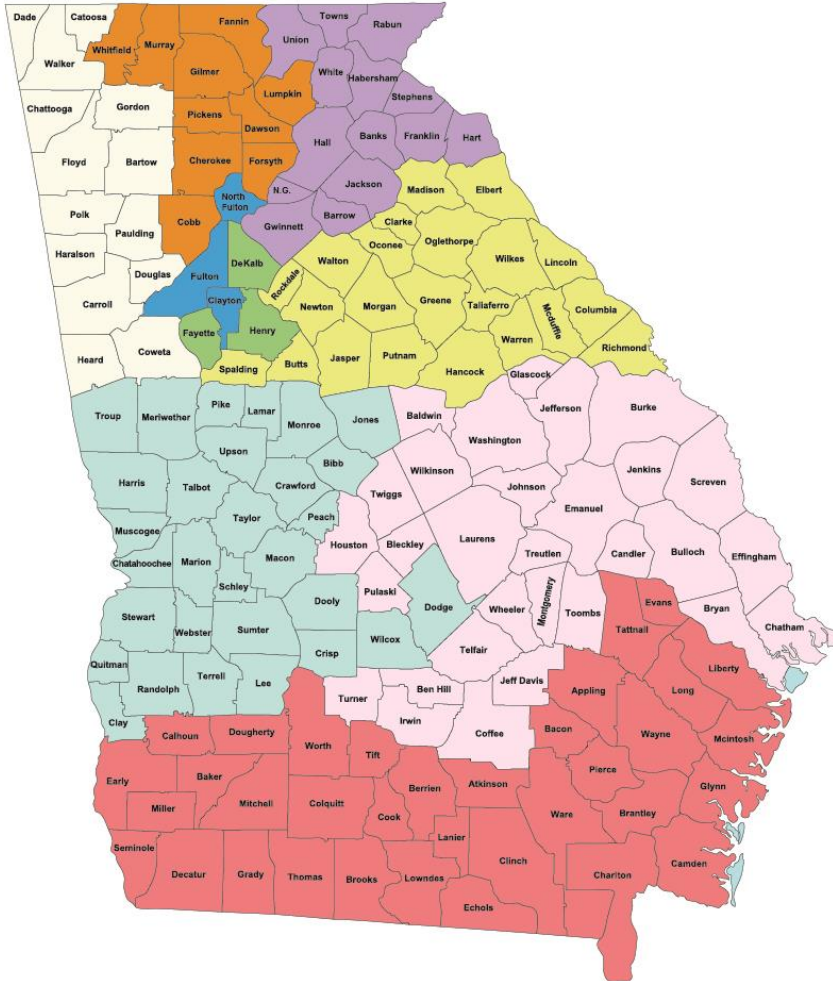 Dade
Catoosa
Fannin
Towns
Rabun
Union
Whitfield
Murray
Walker
Gilmer
White
Habersham
Lumpkin
Stephens
Chattooga
Gordon
Pickens
Dawson
Banks
Franklin
Hart
Hall
Floyd
Bartow
Cherokee
Forsyth
Jackson
Madison
Elbert
N.G.
North
Fulton
Polk
Cobb
Gwinnett
Barrow
Clarke
Paulding
Oconee
Oglethorpe
Haralson
DeKalb
Walton
Wilkes
Lincoln
Douglas
Fulton
Rockdale
Carroll
Clayton
Newton
Morgan
Greene
Taliaferro
Mcduffie
Columbia
Fayette
Henry
Warren
Richmond
Heard
Coweta
Spalding
Butts
Jasper
Putnam
Hancock
Glascock
Troup
Meriwether
Pike
Lamar
Monroe
Jones
Baldwin
Jefferson
Burke
Washington
Upson
Bibb
Wilkinson
Jenkins
Screven
Harris
Talbot
Crawford
Twiggs
Johnson
Emanuel
Taylor
Peach
Muscogee
Houston
Bleckley
Laurens
Chatahoochee
Marion
Macon
Treutlen
Candler
Bulloch
Effingham
Schley
Pulaski
Dooly
Dodge
Wheeler
Montgomery
Toombs
Evans
Bryan
Chatham
Stewart
Webster
Sumter
Wilcox
Tattnall
Telfair
Quitman
Crisp
Liberty
Randolph
Terrell
Lee
Jeff Davis
Appling
Long
Turner
Ben Hill
Clay
Irwin
Coffee
Bacon
Wayne
Mcintosh
Calhoun
Dougherty
Worth
Tift
Early
Baker
Berrien
Atkinson
Pierce
Glynn
Miller
Mitchell
Colquitt
Cook
Ware
Brantley
Lanier
Seminole
Decatur
Grady
Thomas
Brooks
Lowndes
Clinch
Charlton
Camden
Echols